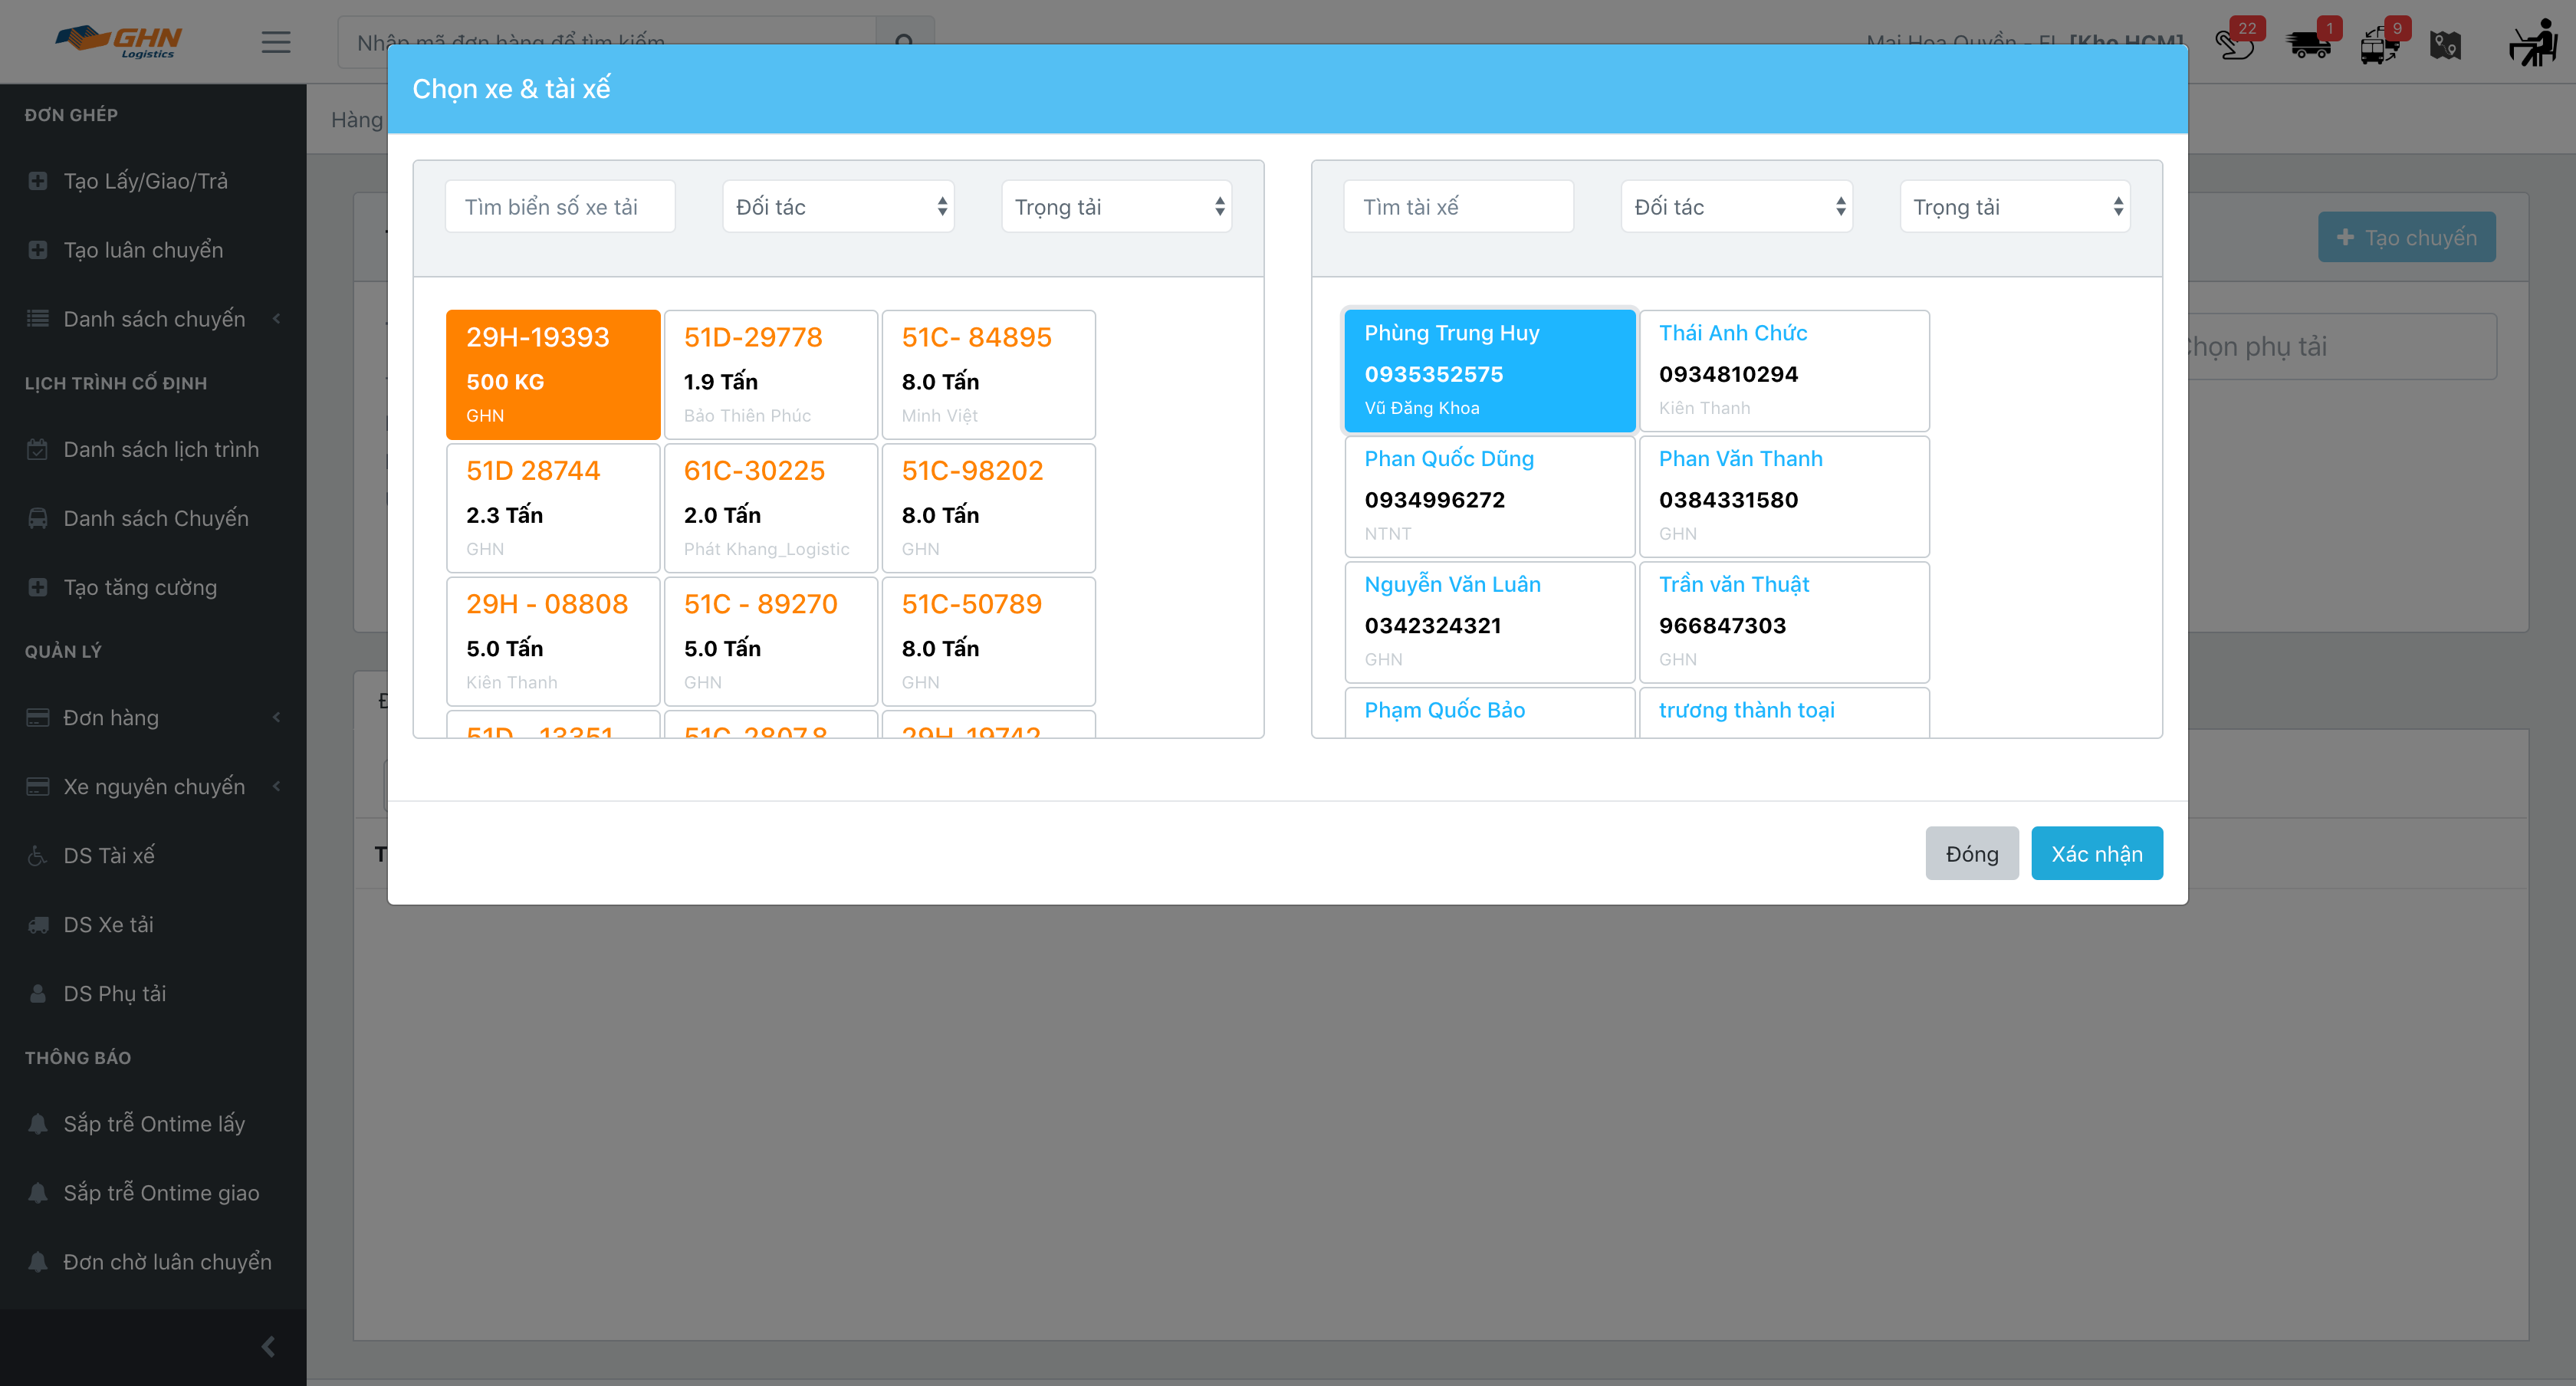 GHN
Logistics
Nhập mã đơn hàng để tìm kiếm
Mai Hoa Quyền - FL [Kho HCM]
22
1
9
ĐƠN GHÉP
Tạo Lấy/Giao/Trả
Tạo luân chuyển
Danh sách chuyến
LỊCH TRÌNH CỐ ĐỊNH
Danh sách lịch trình
Danh sách Chuyến
Tạo tăng cường
QUẢN LÝ
Đơn hàng
Xe nguyên chuyến
DS Tài xế
DS Xe tải
DS Phụ tải
THÔNG BÁO
Sắp trễ Ontime lấy
Sắp trễ Ontime giao
Đơn chờ luân chuyển
Hàng
Tạo chuyến
Chọn phụ tải
Chọn xe & tài xế
Tìm biển số xe tải
Đối tác
Trọng tải
29H-19393
500 KG
GHN
51D-29778
1.9 Tấn
Bảo Thiên Phúc
51C- 84895
8.0 Tấn
Minh Việt
51D 28744
2.3 Tấn
GHN
61C-30225
2.0 Tấn
Phát Khang_Logistic
51C-98202
8.0 Tấn
GHN
29H - 08808
5.0 Tấn
Kiên Thanh
51C - 89270
5.0 Tấn
GHN
51C-50789
8.0 Tấn
GHN
51D - 13351
51C-2807.8
29H-19742
Tìm tài xế
Đối tác
Trọng tải
Phùng Trung Huy
0935352575
Vũ Đăng Khoa
Thái Anh Chức
0934810294
Kiên Thanh
Phan Quốc Dũng
0934996272
NTNT
Phan Văn Thanh
0384331580
GHN
Nguyễn Văn Luân
0342324321
GHN
Trần văn Thuật
966847303
GHN
Phạm Quốc Bảo
trương thành toại
Đóng
Xác nhận